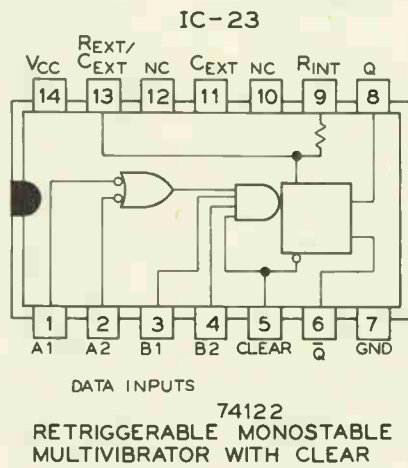 IC-23
VCC REXT/ CEXT NC CEXT NC RINT Q
14 13 12 11 10 9 8
1 2 3 4 5 6 7
A1 A2 B1 B2 CLEAR Q̅ GND
DATA INPUTS
74122
RETRIGGERABLE MONOSTABLE
MULTIVIBRATOR WITH CLEAR